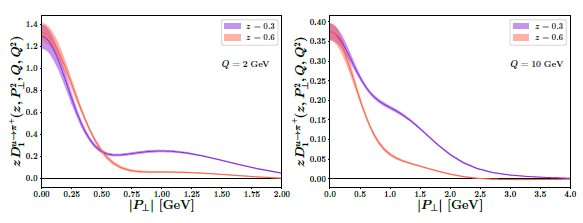 1.4
1.2
1.0
0.8
0.6
0.4
0.2
0.0
z D_1^{u→π^+}(z, P_⊥^2, Q, Q^2)
z = 0.3
z = 0.6
Q = 2 GeV
0.00 0.25 0.50 0.75 1.00 1.25 1.50 1.75 2.00
|P_⊥| [GeV]
0.40
0.35
0.30
0.25
0.20
0.15
0.10
0.05
0.00
z D_1^{u→π^+}(z, P_⊥^2, Q, Q^2)
z = 0.3
z = 0.6
Q = 10 GeV
0.0 0.5 1.0 1.5 2.0 2.5 3.0 3.5 4.0
|P_⊥| [GeV]